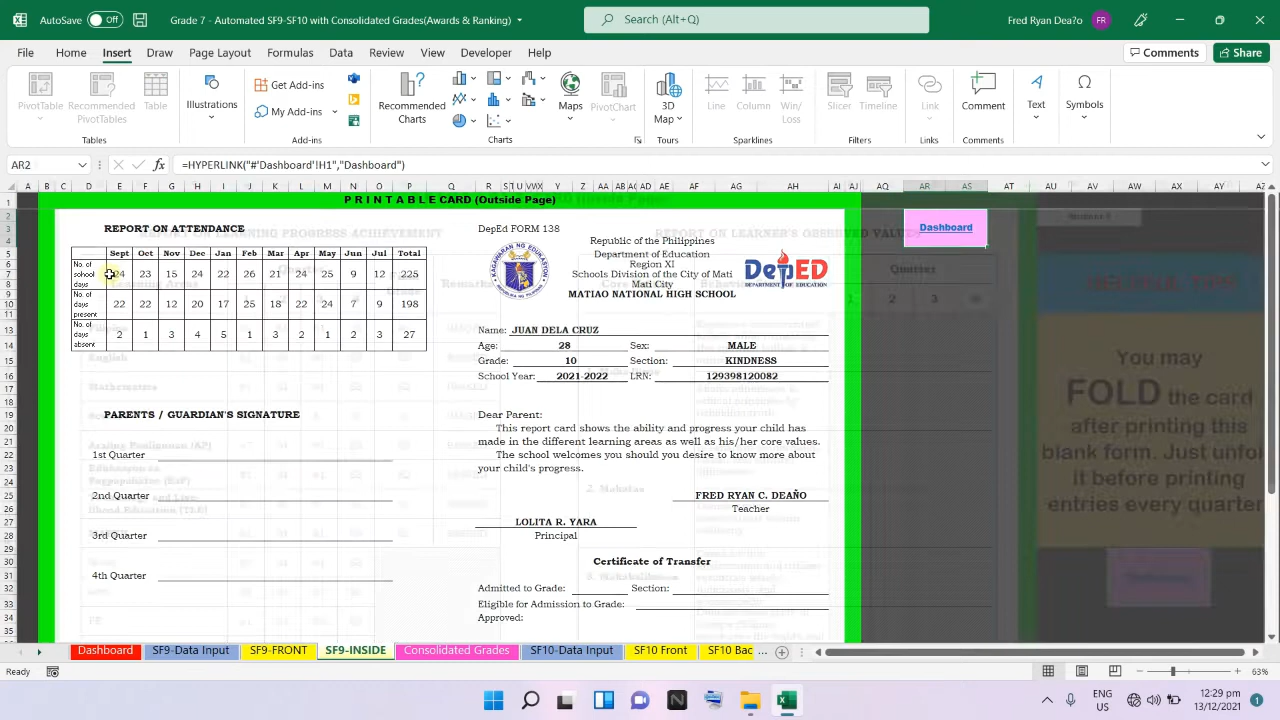 AutoSave Off
Grade 7 - Automated SF9-SF10 with Consolidated Grades(Awards & Ranking)
Search (Alt+Q)
Fred Ryan Dea?o FR
File Home Insert Draw Page Layout Formulas Data Review View Developer Help
Comments Share
PivotTable Recommended PivotTables Table Illustrations Get Add-ins My Add-ins Recommended Charts Maps PivotChart 3D Map Line Column Win/Loss Slicer Timeline Link Comment Text Symbols
Tables Add-ins Charts Tours Sparklines Filters Links Comments
AR2 fx =HYPERLINK("#'Dashboard'!H1","Dashboard")
P R I N T A B L E CARD (Outside Page)
REPORT ON ATTENDANCE
Sept Oct Nov Dec Jan Feb Mar Apr May Jun Jul Total
No. of school days 24 23 15 24 22 26 21 24 25 9 12 225
No. of days present 22 22 12 20 17 25 18 22 24 7 9 198
No. of days absent 2 1 3 4 5 1 3 2 1 2 3 27
PARENTS / GUARDIAN'S SIGNATURE
1st Quarter
2nd Quarter
3rd Quarter
4th Quarter
DepEd FORM 138
Republic of the Philippines
Department of Education
Region XI
Schools Division of the City of Mati
Mati City
MATIAO NATIONAL HIGH SCHOOL
DepED
DEPARTMENT OF EDUCATION
Name: JUAN DELA CRUZ
Age: 28 Sex: MALE
Grade: 10 Section: KINDNESS
School Year: 2021-2022 LRN: 129398120082
Dear Parent:
This report card shows the ability and progress your child has
made in the different learning areas as well as his/her core values.
The school welcomes you should you desire to know more about
your child's progress.
FRED RYAN C. DEAÑO
Teacher
LOLITA R. YARA
Principal
Certificate of Transfer
Admitted to Grade: Section:
Eligible for Admission to Grade:
Approved:
Dashboard
HELPFUL TIPS
You may
FOLD the card
after printing this
blank form. Just unfol
it before printing
entries every quarter
Dashboard SF9-Data Input SF9-FRONT SF9-INSIDE Consolidated Grades SF10-Data Input SF10 Front SF10 Bac ...
Ready 63%
ENG US 12:29 pm 13/12/2021 1